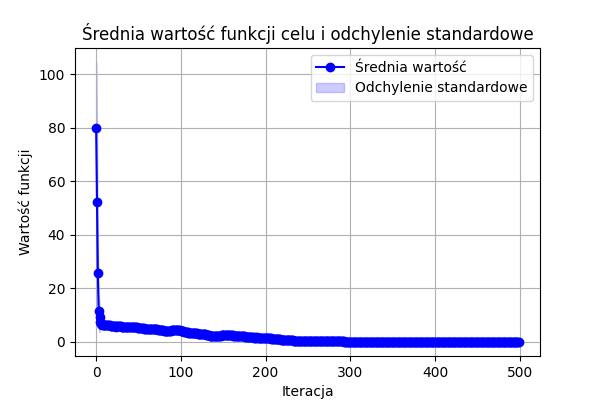 Średnia wartość funkcji celu i odchylenie standardowe
Średnia wartość
Odchylenie standardowe
Wartość funkcji
100
80
60
40
20
0
0 100 200 300 400 500
Iteracja